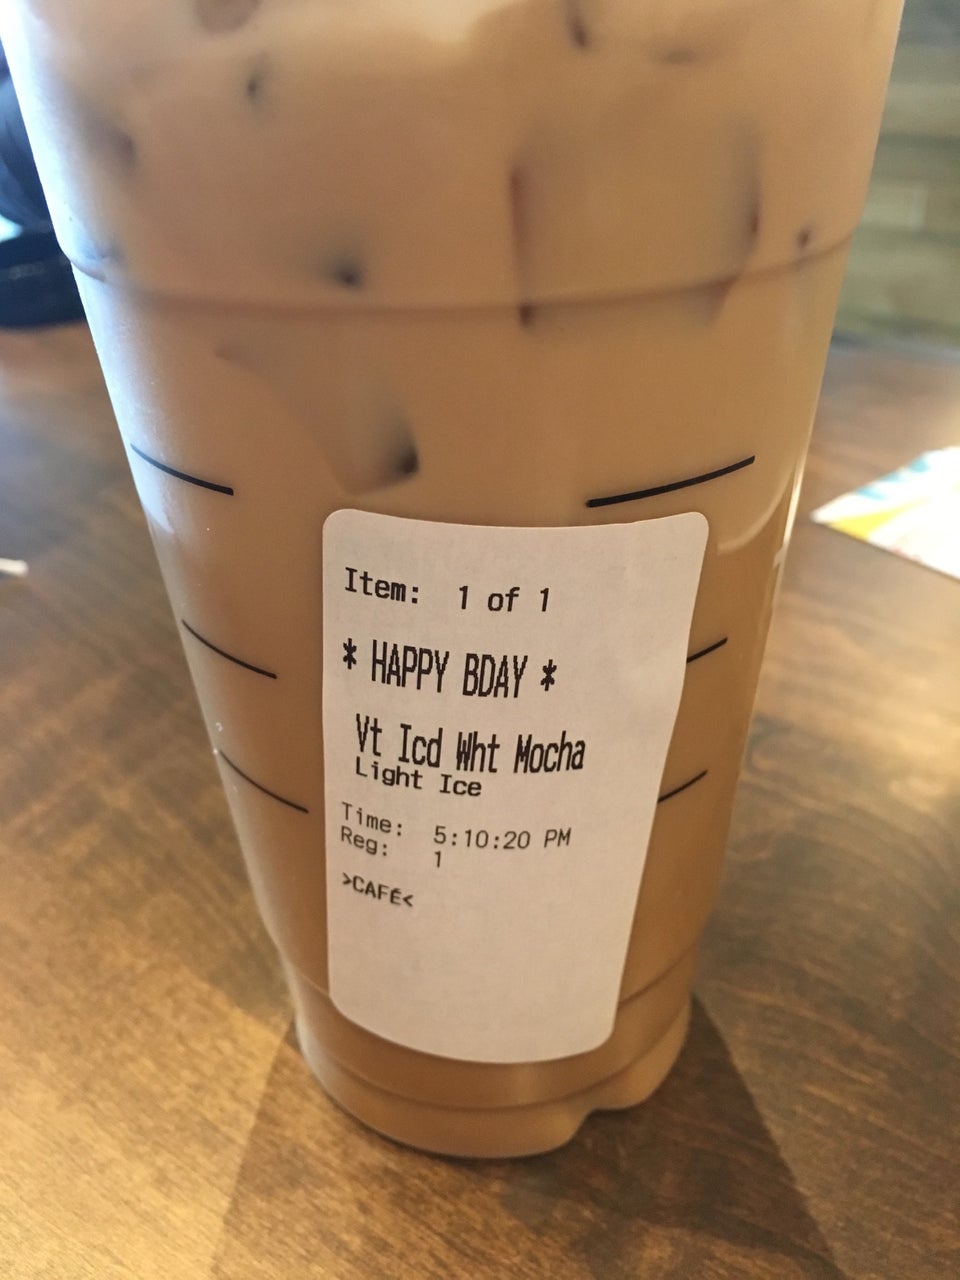 Item: 1 of 1
* HAPPY BDAY *
Vt Icd Wht Mocha
Light Ice
Time: 5:10:20 PM
Reg: 1
>CAFÉ<